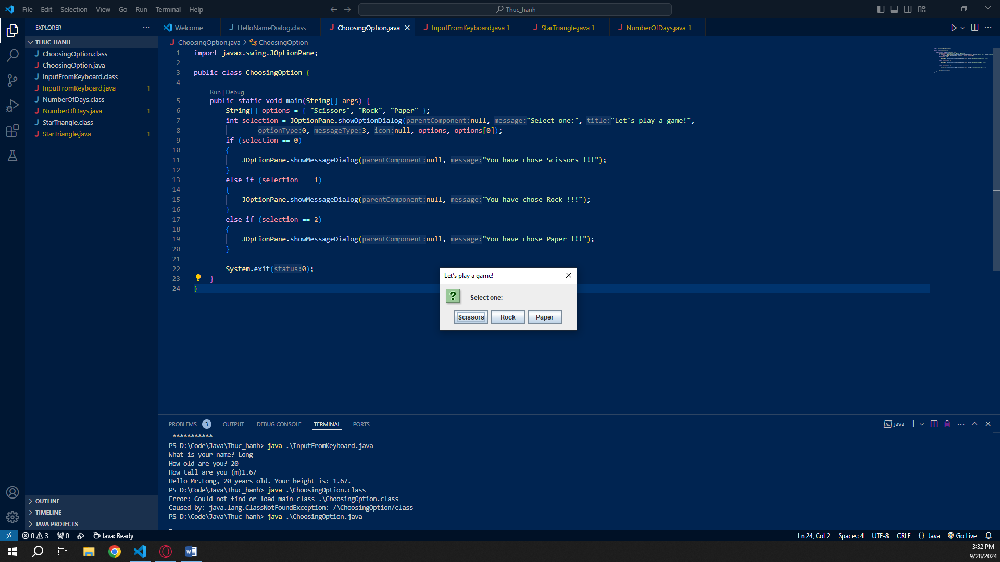 File Edit Selection View Go Run Terminal Help
Thuc_hanh
EXPLORER
THUC_HANH
ChoosingOption.class
ChoosingOption.java
InputFromKeyboard.class
InputFromKeyboard.java 1
NumberOfDays.class
NumberOfDays.java 1
StarTriangle.class
StarTriangle.java 1
OUTLINE
TIMELINE
JAVA PROJECTS
Welcome HelloNameDialog.class ChoosingOption.java InputFromKeyboard.java 1 StarTriangle.java 1 NumberOfDays.java 1
ChoosingOption.java > ChoosingOption
1 import javax.swing.JOptionPane;
2
3 public class ChoosingOption {
4
Run | Debug
5 public static void main(String[] args) {
6 String[] options = { "Scissors", "Rock", "Paper" };
7 int selection = JOptionPane.showOptionDialog(parentComponent:null, message:"Select one:", title:"Let's play a game!",
8 optionType:0, messageType:3, icon:null, options, options[0]);
9 if (selection == 0)
10 {
11 JOptionPane.showMessageDialog(parentComponent:null, message:"You have chose Scissors !!!");
12 }
13 else if (selection == 1)
14 {
15 JOptionPane.showMessageDialog(parentComponent:null, message:"You have chose Rock !!!");
16 }
17 else if (selection == 2)
18 {
19 JOptionPane.showMessageDialog(parentComponent:null, message:"You have chose Paper !!!");
20 }
21
22 System.exit(status:0);
23 }
24 }
Let's play a game!
? Select one:
Scissors Rock Paper
PROBLEMS 3 OUTPUT DEBUG CONSOLE TERMINAL PORTS
java
***********
PS D:\Code\Java\Thuc_hanh> java .\InputFromKeyboard.java
What is your name? Long
How old are you? 20
How tall are you (m)1.67
Hello Mr.Long, 20 years old. Your height is: 1.67.
PS D:\Code\Java\Thuc_hanh> java .\ChoosingOption.class
Error: Could not find or load main class .\ChoosingOption.class
Caused by: java.lang.ClassNotFoundException: /\ChoosingOption/class
PS D:\Code\Java\Thuc_hanh> java .\ChoosingOption.java
0 3 0 Java: Ready
Ln 24, Col 2 Spaces: 4 UTF-8 CRLF {} Java Go Live
3:32 PM
9/28/2024